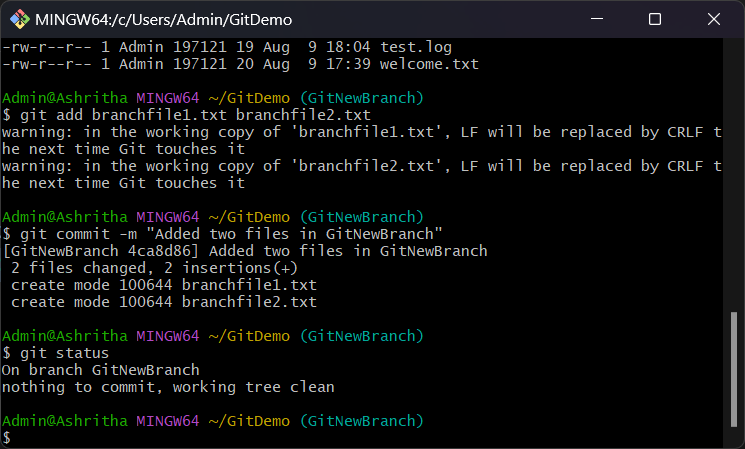 MINGW64:/c/Users/Admin/GitDemo
-rw-r--r-- 1 Admin 197121 19 Aug  9 18:04 test.log
-rw-r--r-- 1 Admin 197121 20 Aug  9 17:39 welcome.txt
Admin@Ashritha MINGW64 ~/GitDemo (GitNewBranch)
$ git add branchfile1.txt branchfile2.txt
warning: in the working copy of 'branchfile1.txt', LF will be replaced by CRLF t
he next time Git touches it
warning: in the working copy of 'branchfile2.txt', LF will be replaced by CRLF t
he next time Git touches it
Admin@Ashritha MINGW64 ~/GitDemo (GitNewBranch)
$ git commit -m "Added two files in GitNewBranch"
[GitNewBranch 4ca8d86] Added two files in GitNewBranch
 2 files changed, 2 insertions(+)
 create mode 100644 branchfile1.txt
 create mode 100644 branchfile2.txt
Admin@Ashritha MINGW64 ~/GitDemo (GitNewBranch)
$ git status
On branch GitNewBranch
nothing to commit, working tree clean
Admin@Ashritha MINGW64 ~/GitDemo (GitNewBranch)
$